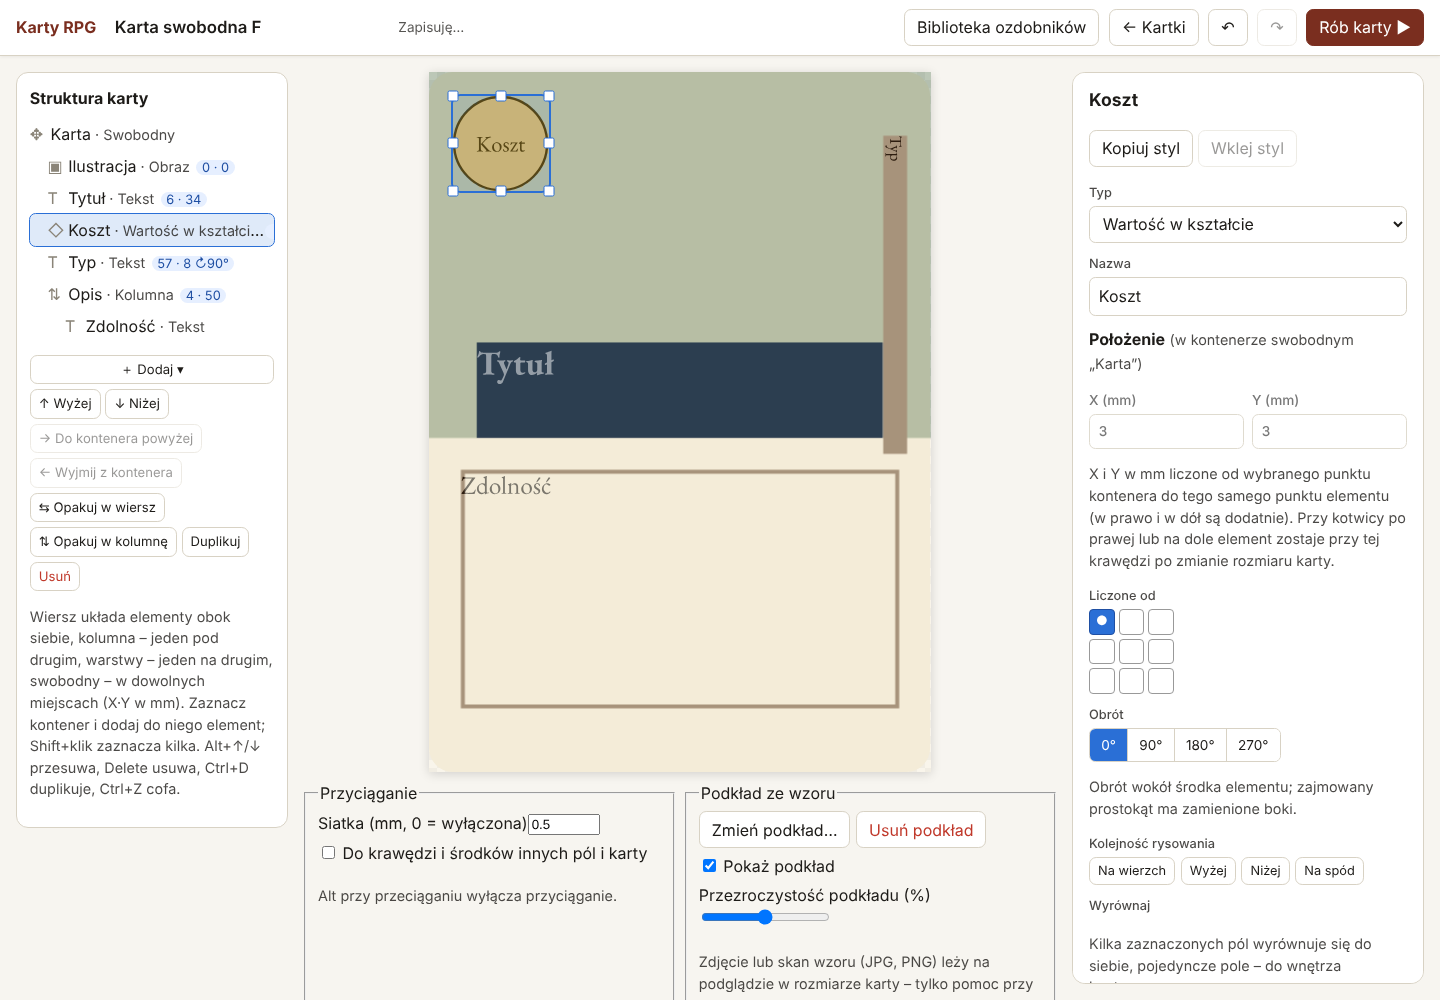 Karty RPG Karta swobodna F Zapisuję... Biblioteka ozdobników ← Kartki ↶ ↷ Rób karty ▶
Struktura karty
✥ Karta · Swobodny
▣ Ilustracja · Obraz 0 · 0
T Tytuł · Tekst 6 · 34
◇ Koszt · Wartość w kształci...
T Typ · Tekst 57 · 8 ↻90°
⇅ Opis · Kolumna 4 · 50
T Zdolność · Tekst
+ Dodaj ▾
↑ Wyżej ↓ Niżej
→ Do kontenera powyżej
← Wyjmij z kontenera
⇆ Opakuj w wiersz
⇅ Opakuj w kolumnę Duplikuj
Usuń
Wiersz układa elementy obok
siebie, kolumna – jeden pod
drugim, warstwy – jeden na drugim,
swobodny – w dowolnych
miejscach (X·Y w mm). Zaznacz
kontener i dodaj do niego element;
Shift+klik zaznacza kilka. Alt+↑/↓
przesuwa, Delete usuwa, Ctrl+D
duplikuje, Ctrl+Z cofa.
Koszt
Typ
Tytuł
Zdolność
Przyciąganie
Siatka (mm, 0 = wyłączona) 0.5
Do krawędzi i środków innych pól i karty
Alt przy przeciąganiu wyłącza przyciąganie.
Podkład ze wzoru
Zmień podkład... Usuń podkład
Pokaż podkład
Przezroczystość podkładu (%)
Zdjęcie lub skan wzoru (JPG, PNG) leży na
podglądzie w rozmiarze karty – tylko pomoc przy
Koszt
Kopiuj styl Wklej styl
Typ
Wartość w kształcie
Nazwa
Koszt
Położenie (w kontenerze swobodnym
„Karta”)
X (mm) Y (mm)
3 3
X i Y w mm liczone od wybranego punktu
kontenera do tego samego punktu elementu
(w prawo i w dół są dodatnie). Przy kotwicy po
prawej lub na dole element zostaje przy tej
krawędzi po zmianie rozmiaru karty.
Liczone od
Obrót
0° 90° 180° 270°
Obrót wokół środka elementu; zajmowany
prostokąt ma zamienione boki.
Kolejność rysowania
Na wierzch Wyżej Niżej Na spód
Wyrównaj
Kilka zaznaczonych pól wyrównuje się do
siebie, pojedyncze pole – do wnętrza